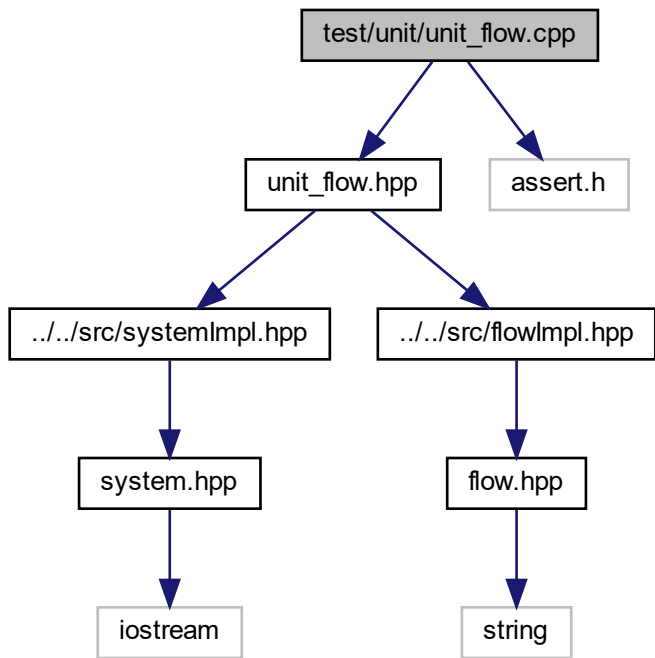 test/unit/unit_flow.cpp
unit_flow.hpp
assert.h
../../src/systemImpl.hpp
../../src/flowImpl.hpp
system.hpp
flow.hpp
iostream
string